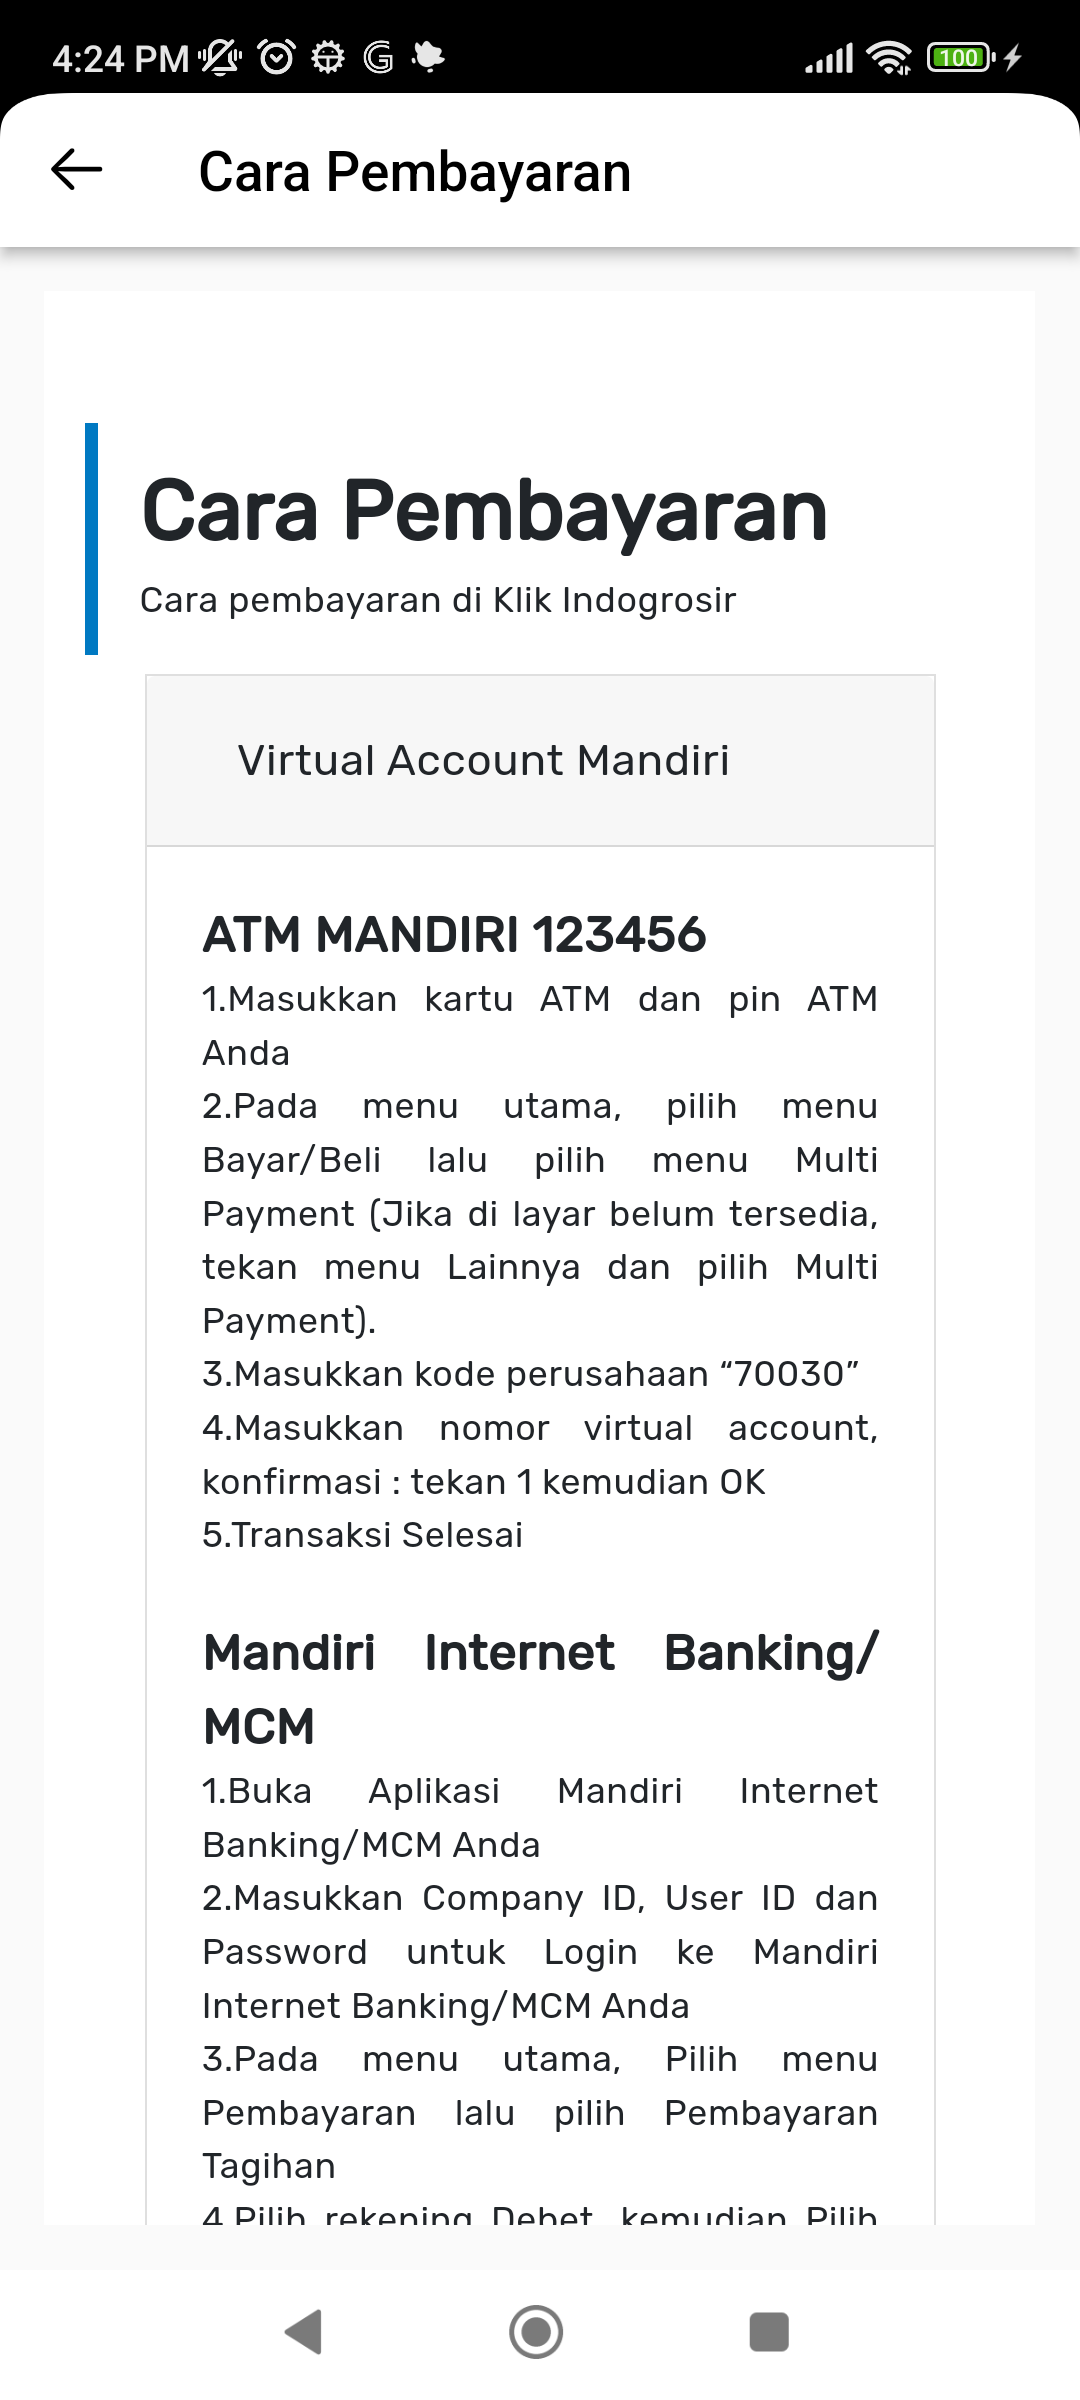 4:24 PM
100
Cara Pembayaran
Cara Pembayaran
Cara pembayaran di Klik Indogrosir
Virtual Account Mandiri
ATM MANDIRI 123456
1.Masukkan kartu ATM dan pin ATM
Anda
2.Pada menu utama, pilih menu
Bayar/Beli lalu pilih menu Multi
Payment (Jika di layar belum tersedia,
tekan menu Lainnya dan pilih Multi
Payment).
3.Masukkan kode perusahaan “70030”
4.Masukkan nomor virtual account,
konfirmasi : tekan 1 kemudian OK
5.Transaksi Selesai
Mandiri Internet Banking/
MCM
1.Buka Aplikasi Mandiri Internet
Banking/MCM Anda
2.Masukkan Company ID, User ID dan
Password untuk Login ke Mandiri
Internet Banking/MCM Anda
3.Pada menu utama, Pilih menu
Pembayaran lalu pilih Pembayaran
Tagihan
4.Pilih rekening Debet, kemudian Pilih